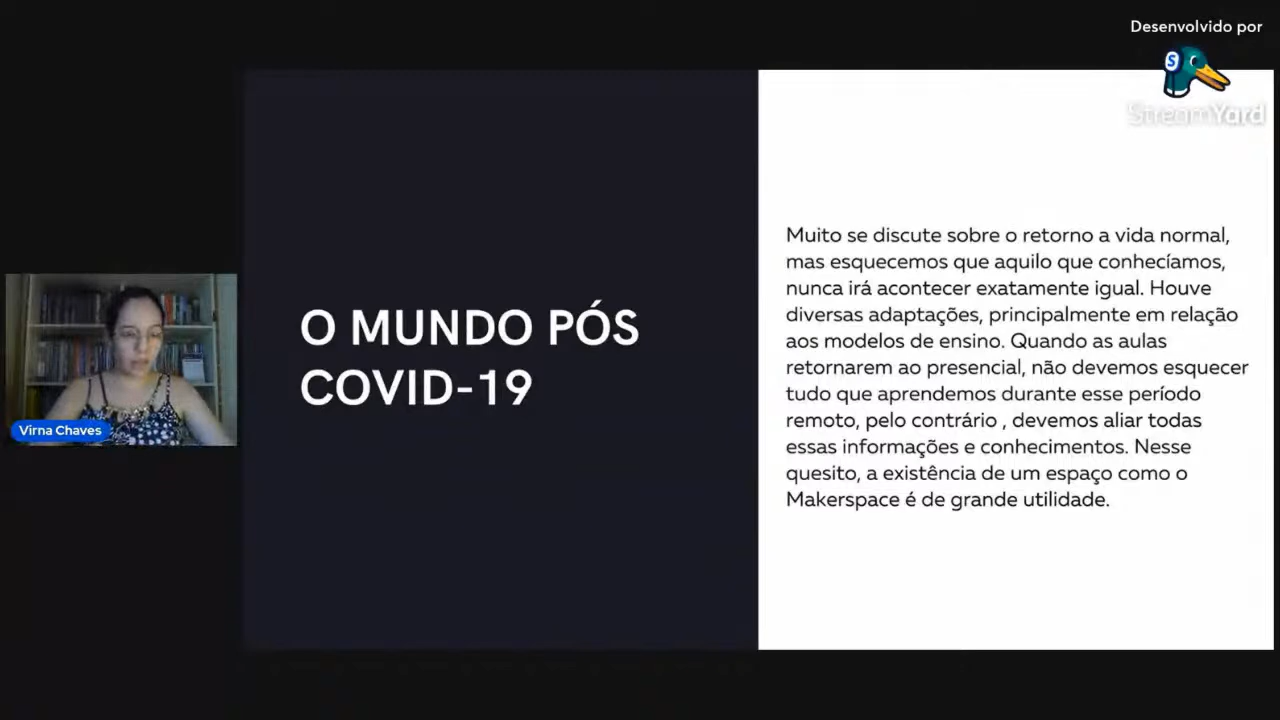 Desenvolvido por
S
StreamYard
O MUNDO PÓS
COVID-19
Muito se discute sobre o retorno a vida normal,
mas esquecemos que aquilo que conhecíamos,
nunca irá acontecer exatamente igual. Houve
diversas adaptações, principalmente em relação
aos modelos de ensino. Quando as aulas
retornarem ao presencial, não devemos esquecer
tudo que aprendemos durante esse período
remoto, pelo contrário , devemos aliar todas
essas informações e conhecimentos. Nesse
quesito, a existência de um espaço como o
Makerspace é de grande utilidade.
Virna Chaves